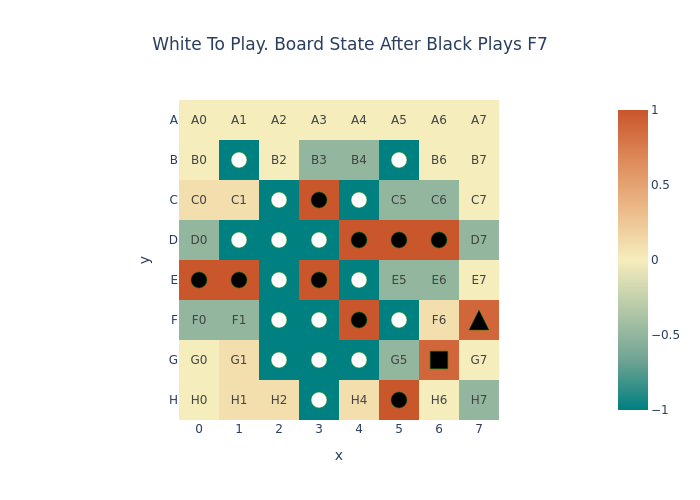 White To Play. Board State After Black Plays F7
A A0 A1 A2 A3 A4 A5 A6 A7
B B0 B2 B3 B4 B6 B7
C C0 C1 C5 C6 C7
D D0 D7
E E5 E6 E7
F F0 F1 F6
G G0 G1 G5 G7
H H0 H1 H2 H4 H6 H7
0 1 2 3 4 5 6 7
x
y
1
0.5
0
−0.5
−1